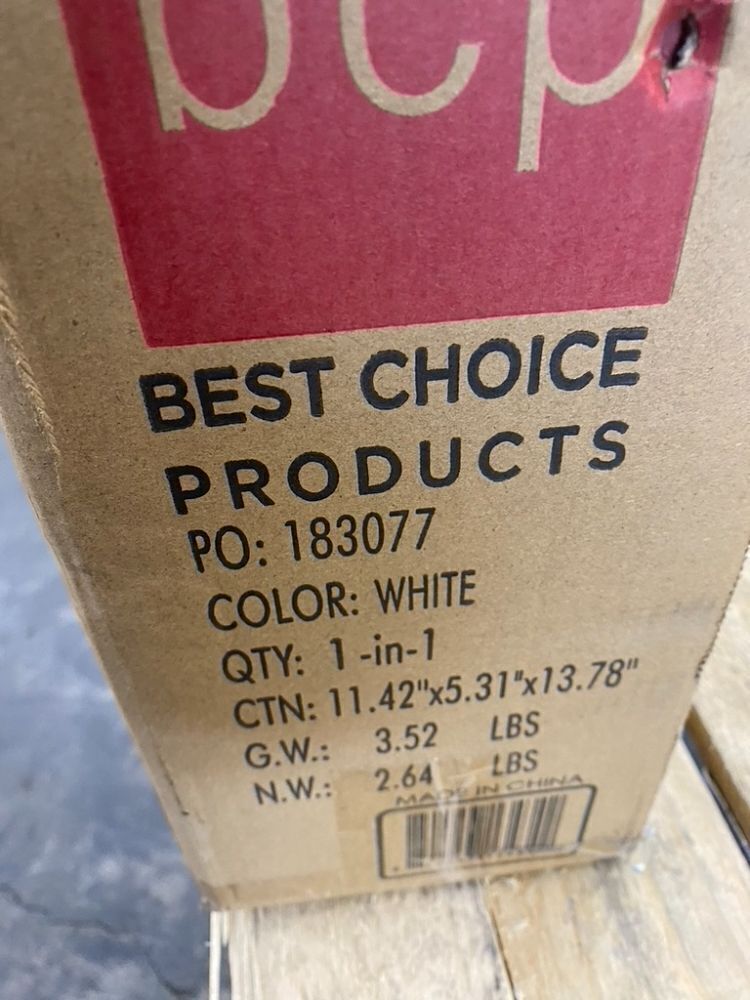 bcp
BEST CHOICE
PRODUCTS
PO: 183077
COLOR: WHITE
QTY: 1-in-1
CTN: 11.42"x5.31"x13.78"
G.W.: 3.52 LBS
N.W.: 2.64 LBS
MADE IN CHINA